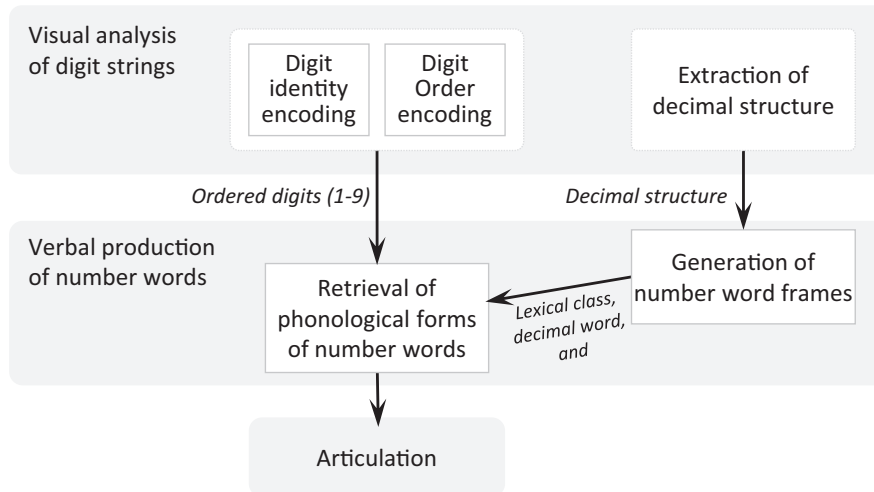 Visual analysis
of digit strings
Digit
identity
encoding
Digit
Order
encoding
Extraction of
decimal structure
Ordered digits (1-9)
Decimal structure
Verbal production
of number words
Generation of
number word frames
Retrieval of
phonological forms
of number words
Lexical class,
decimal word,
and
Articulation